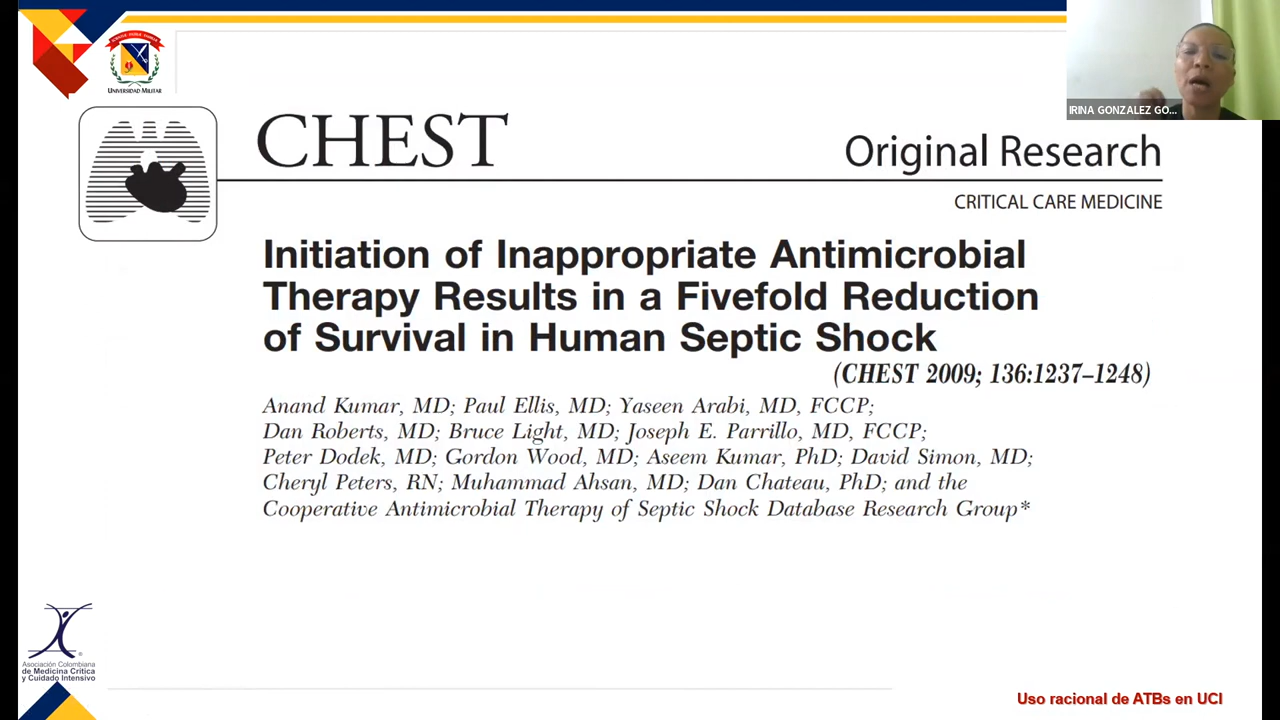 UNIVERSIDAD MILITAR
IRINA GONZALEZ GO...
CHEST
Original Research
CRITICAL CARE MEDICINE
Initiation of Inappropriate Antimicrobial
Therapy Results in a Fivefold Reduction
of Survival in Human Septic Shock
(CHEST 2009; 136:1237–1248)
Anand Kumar, MD; Paul Ellis, MD; Yaseen Arabi, MD, FCCP;
Dan Roberts, MD; Bruce Light, MD; Joseph E. Parrillo, MD, FCCP;
Peter Dodek, MD; Gordon Wood, MD; Aseem Kumar, PhD; David Simon, MD;
Cheryl Peters, RN; Muhammad Ahsan, MD; Dan Chateau, PhD; and the
Cooperative Antimicrobial Therapy of Septic Shock Database Research Group*
Asociación Colombiana
de Medicina Crítica
y Cuidado Intensivo
Uso racional de ATBs en UCI